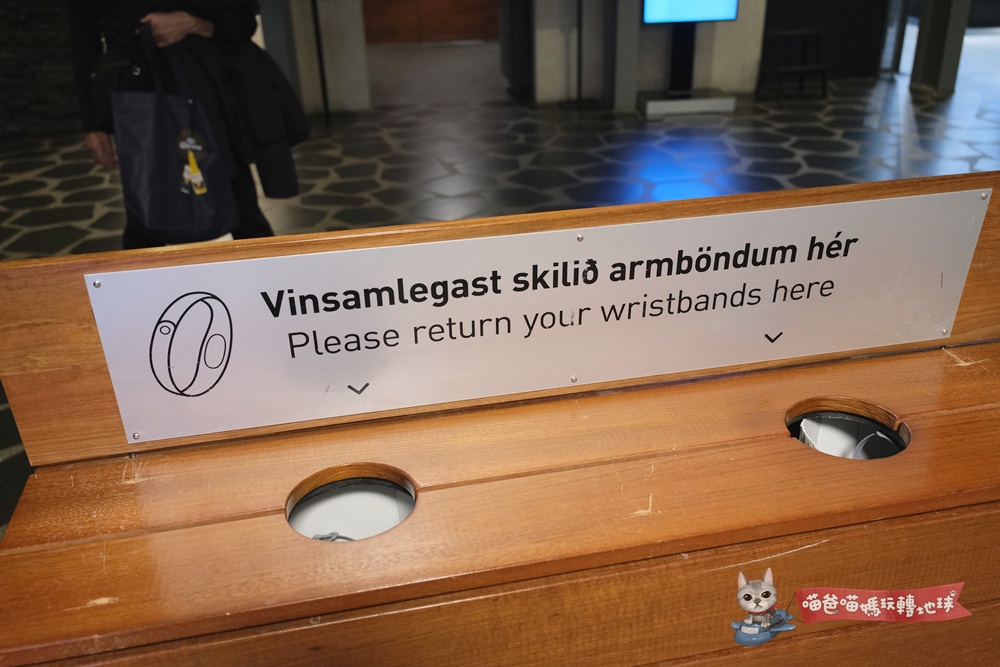 Vinsamlegast skilið armböndum hér
Please return your wristbands here
喵爸喵媽玩轉地球